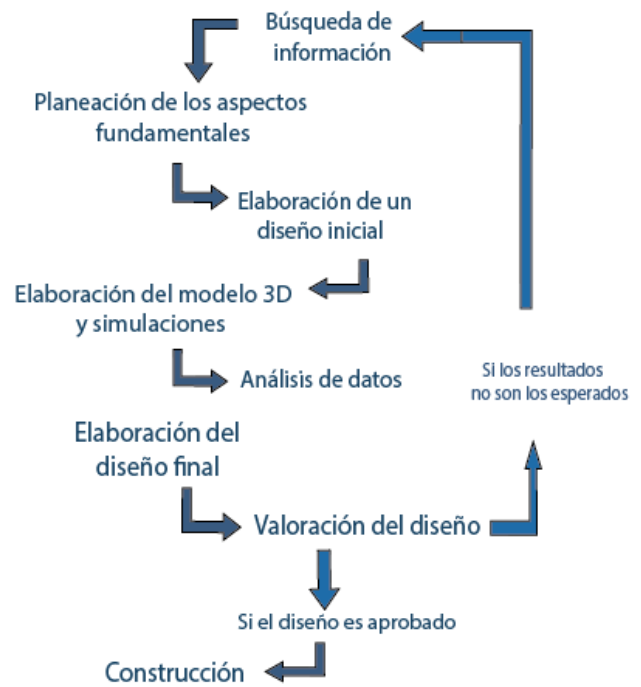 Búsqueda de
información
Planeación de los aspectos
fundamentales
Elaboración de un
diseño inicial
Elaboración del modelo 3D
y simulaciones
Análisis de datos
Si los resultados
no son los esperados
Elaboración del
diseño final
Valoración del diseño
Si el diseño es aprobado
Construcción